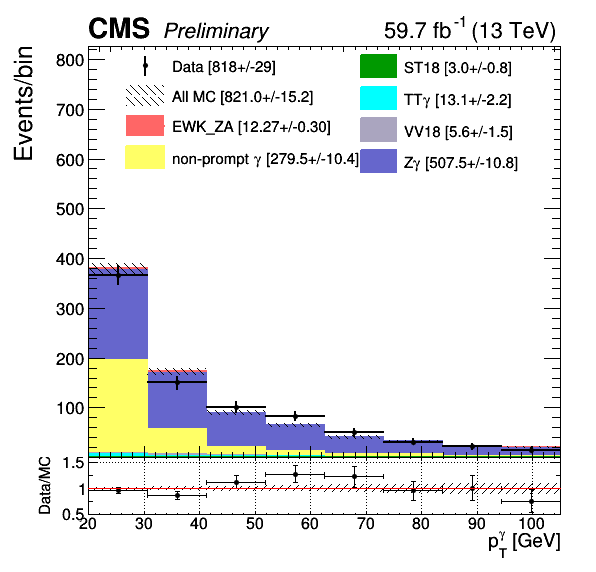 CMS Preliminary 59.7 fb⁻¹ (13 TeV)
Events/bin
800
700
600
500
400
300
200
100
Data [818+/-29]
All MC [821.0+/-15.2]
EWK_ZA [12.27+/-0.30]
non-prompt γ [279.5+/-10.4]
ST18 [3.0+/-0.8]
TTγ [13.1+/-2.2]
VV18 [5.6+/-1.5]
Zγ [507.5+/-10.8]
Data/MC
1.5
1
0.5
20 30 40 50 60 70 80 90 100
p_T^γ [GeV]